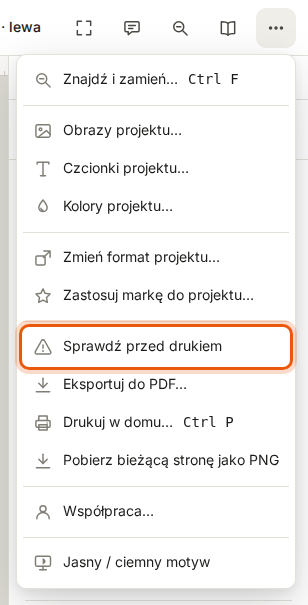 · lewa
Znajdź i zamień... Ctrl F
Obrazy projektu...
Czcionki projektu...
Kolory projektu...
Zmień format projektu...
Zastosuj markę do projektu...
Sprawdź przed drukiem
Eksportuj do PDF...
Drukuj w domu... Ctrl P
Pobierz bieżącą stronę jako PNG
Współpraca...
Jasny / ciemny motyw